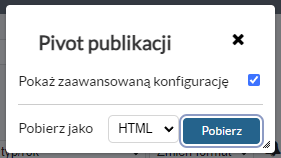 Pivot publikacji
Pokaż zaawansowaną konfigurację
Pobierz jako HTML Pobierz